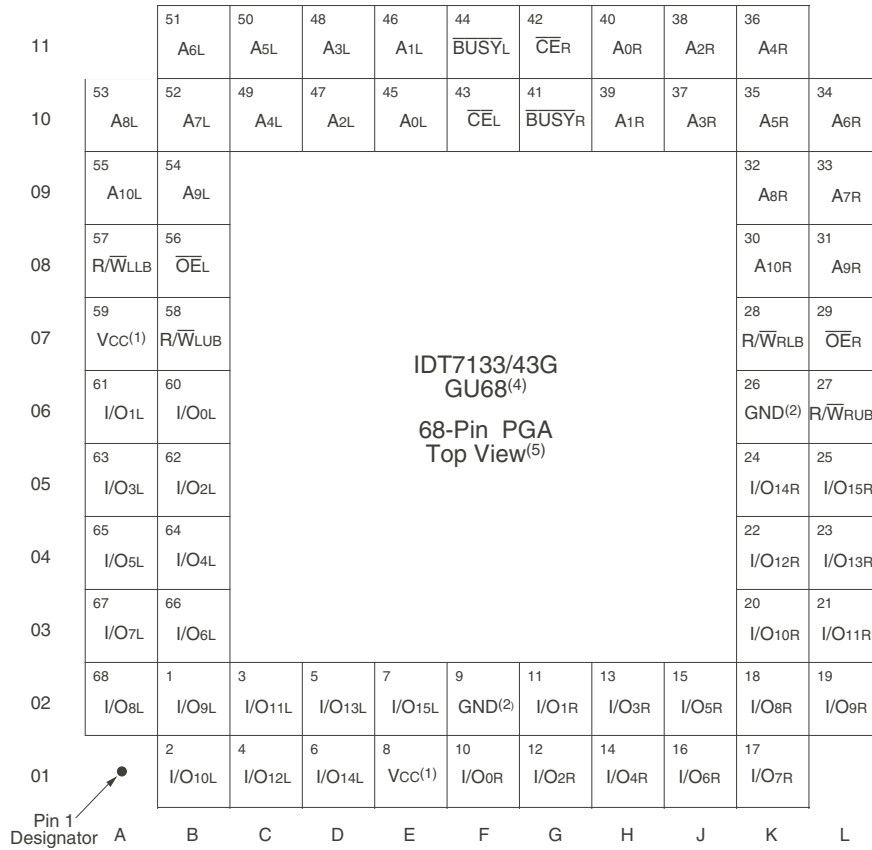 51 50 48 46 44 42 40 38 36
11 A6L A5L A3L A1L BUSYL CER A0R A2R A4R
53 52 49 47 45 43 41 39 37 35 34
10 A8L A7L A4L A2L A0L CEL BUSYR A1R A3R A5R A6R
55 54 32 33
09 A10L A9L A8R A7R
57 56 30 31
08 R/WLLB OEL A10R A9R
59 58 28 29
07 VCC(1) R/WLUB R/WRLB OER
IDT7133/43G
GU68(4)
61 60 26 27
06 I/O1L I/O0L GND(2) R/WRUB
68-Pin PGA
Top View(5)
63 62 24 25
05 I/O3L I/O2L I/O14R I/O15R
65 64 22 23
04 I/O5L I/O4L I/O12R I/O13R
67 66 20 21
03 I/O7L I/O6L I/O10R I/O11R
68 1 3 5 7 9 11 13 15 18 19
02 I/O8L I/O9L I/O11L I/O13L I/O15L GND(2) I/O1R I/O3R I/O5R I/O8R I/O9R
2 4 6 8 10 12 14 16 17
01 I/O10L I/O12L I/O14L VCC(1) I/O0R I/O2R I/O4R I/O6R I/O7R
Pin 1
Designator
A B C D E F G H J K L